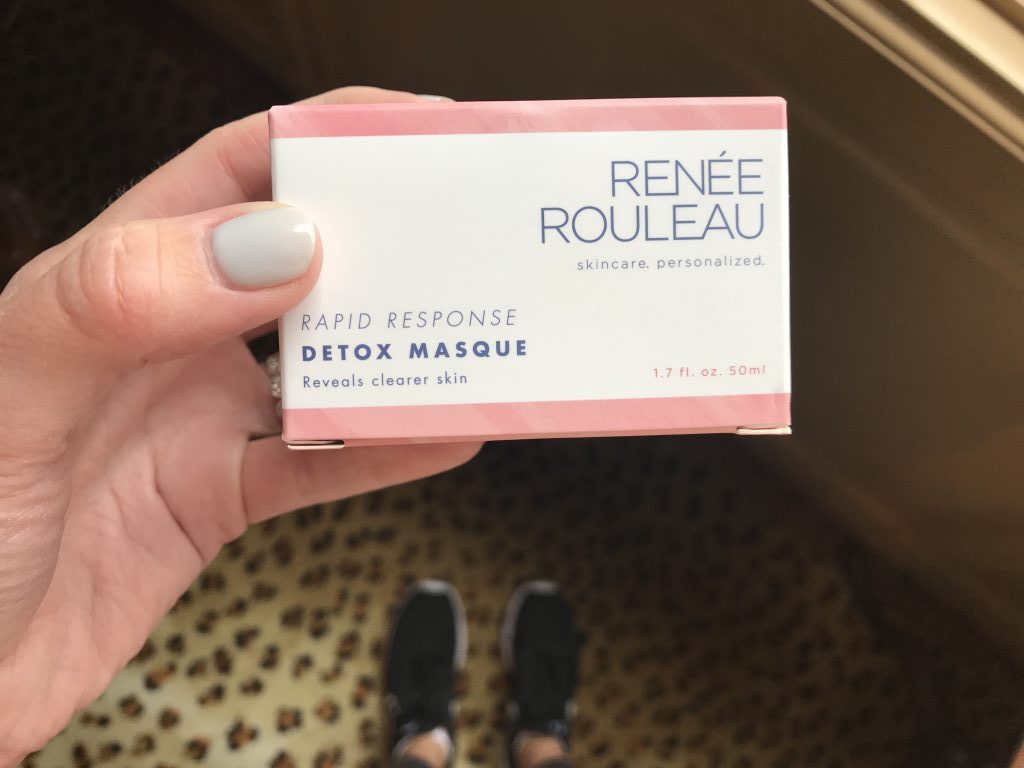 RENÉE
ROULEAU
skincare. personalized.
RAPID RESPONSE
DETOX MASQUE
Reveals clearer skin
1.7 fl. oz. 50ml